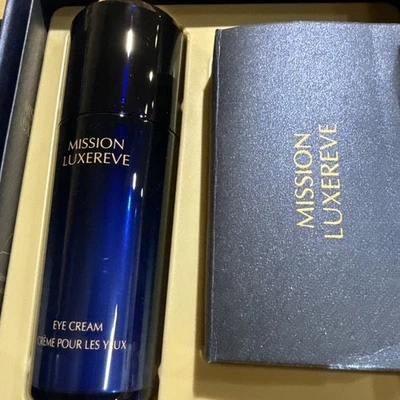 MISSION
LUXEREVE
EYE CREAM
CRÈME POUR LES YEUX
MISSION
LUXEREVE